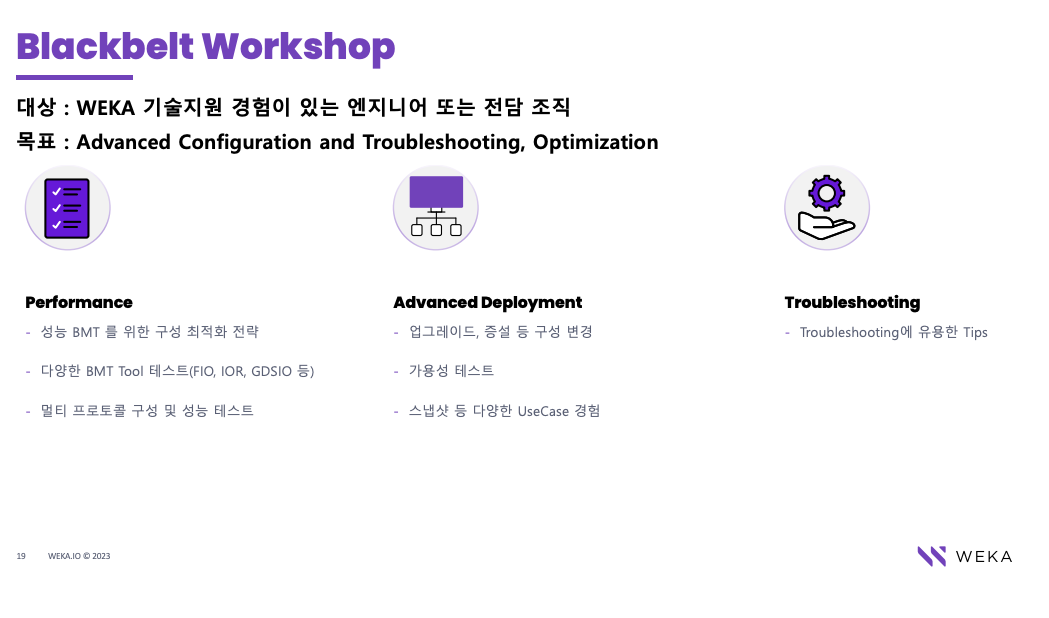 Blackbelt Workshop
대상 : WEKA 기술지원 경험이 있는 엔지니어 또는 전담 조직
목표 : Advanced Configuration and Troubleshooting, Optimization
Performance
- 성능 BMT 를 위한 구성 최적화 전략
- 다양한 BMT Tool 테스트(FIO, IOR, GDSIO 등)
- 멀티 프로토콜 구성 및 성능 테스트
Advanced Deployment
- 업그레이드, 증설 등 구성 변경
- 가용성 테스트
- 스냅샷 등 다양한 UseCase 경험
Troubleshooting
- Troubleshooting에 유용한 Tips
19 WEKA.IO © 2023
WEKA